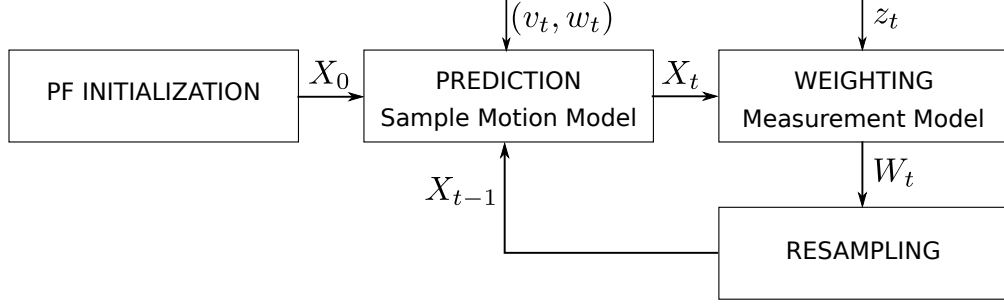 (v_t, w_t)
z_t
PF INITIALIZATION
X_0
PREDICTION
Sample Motion Model
X_t
WEIGHTING
Measurement Model
X_{t-1}
W_t
RESAMPLING